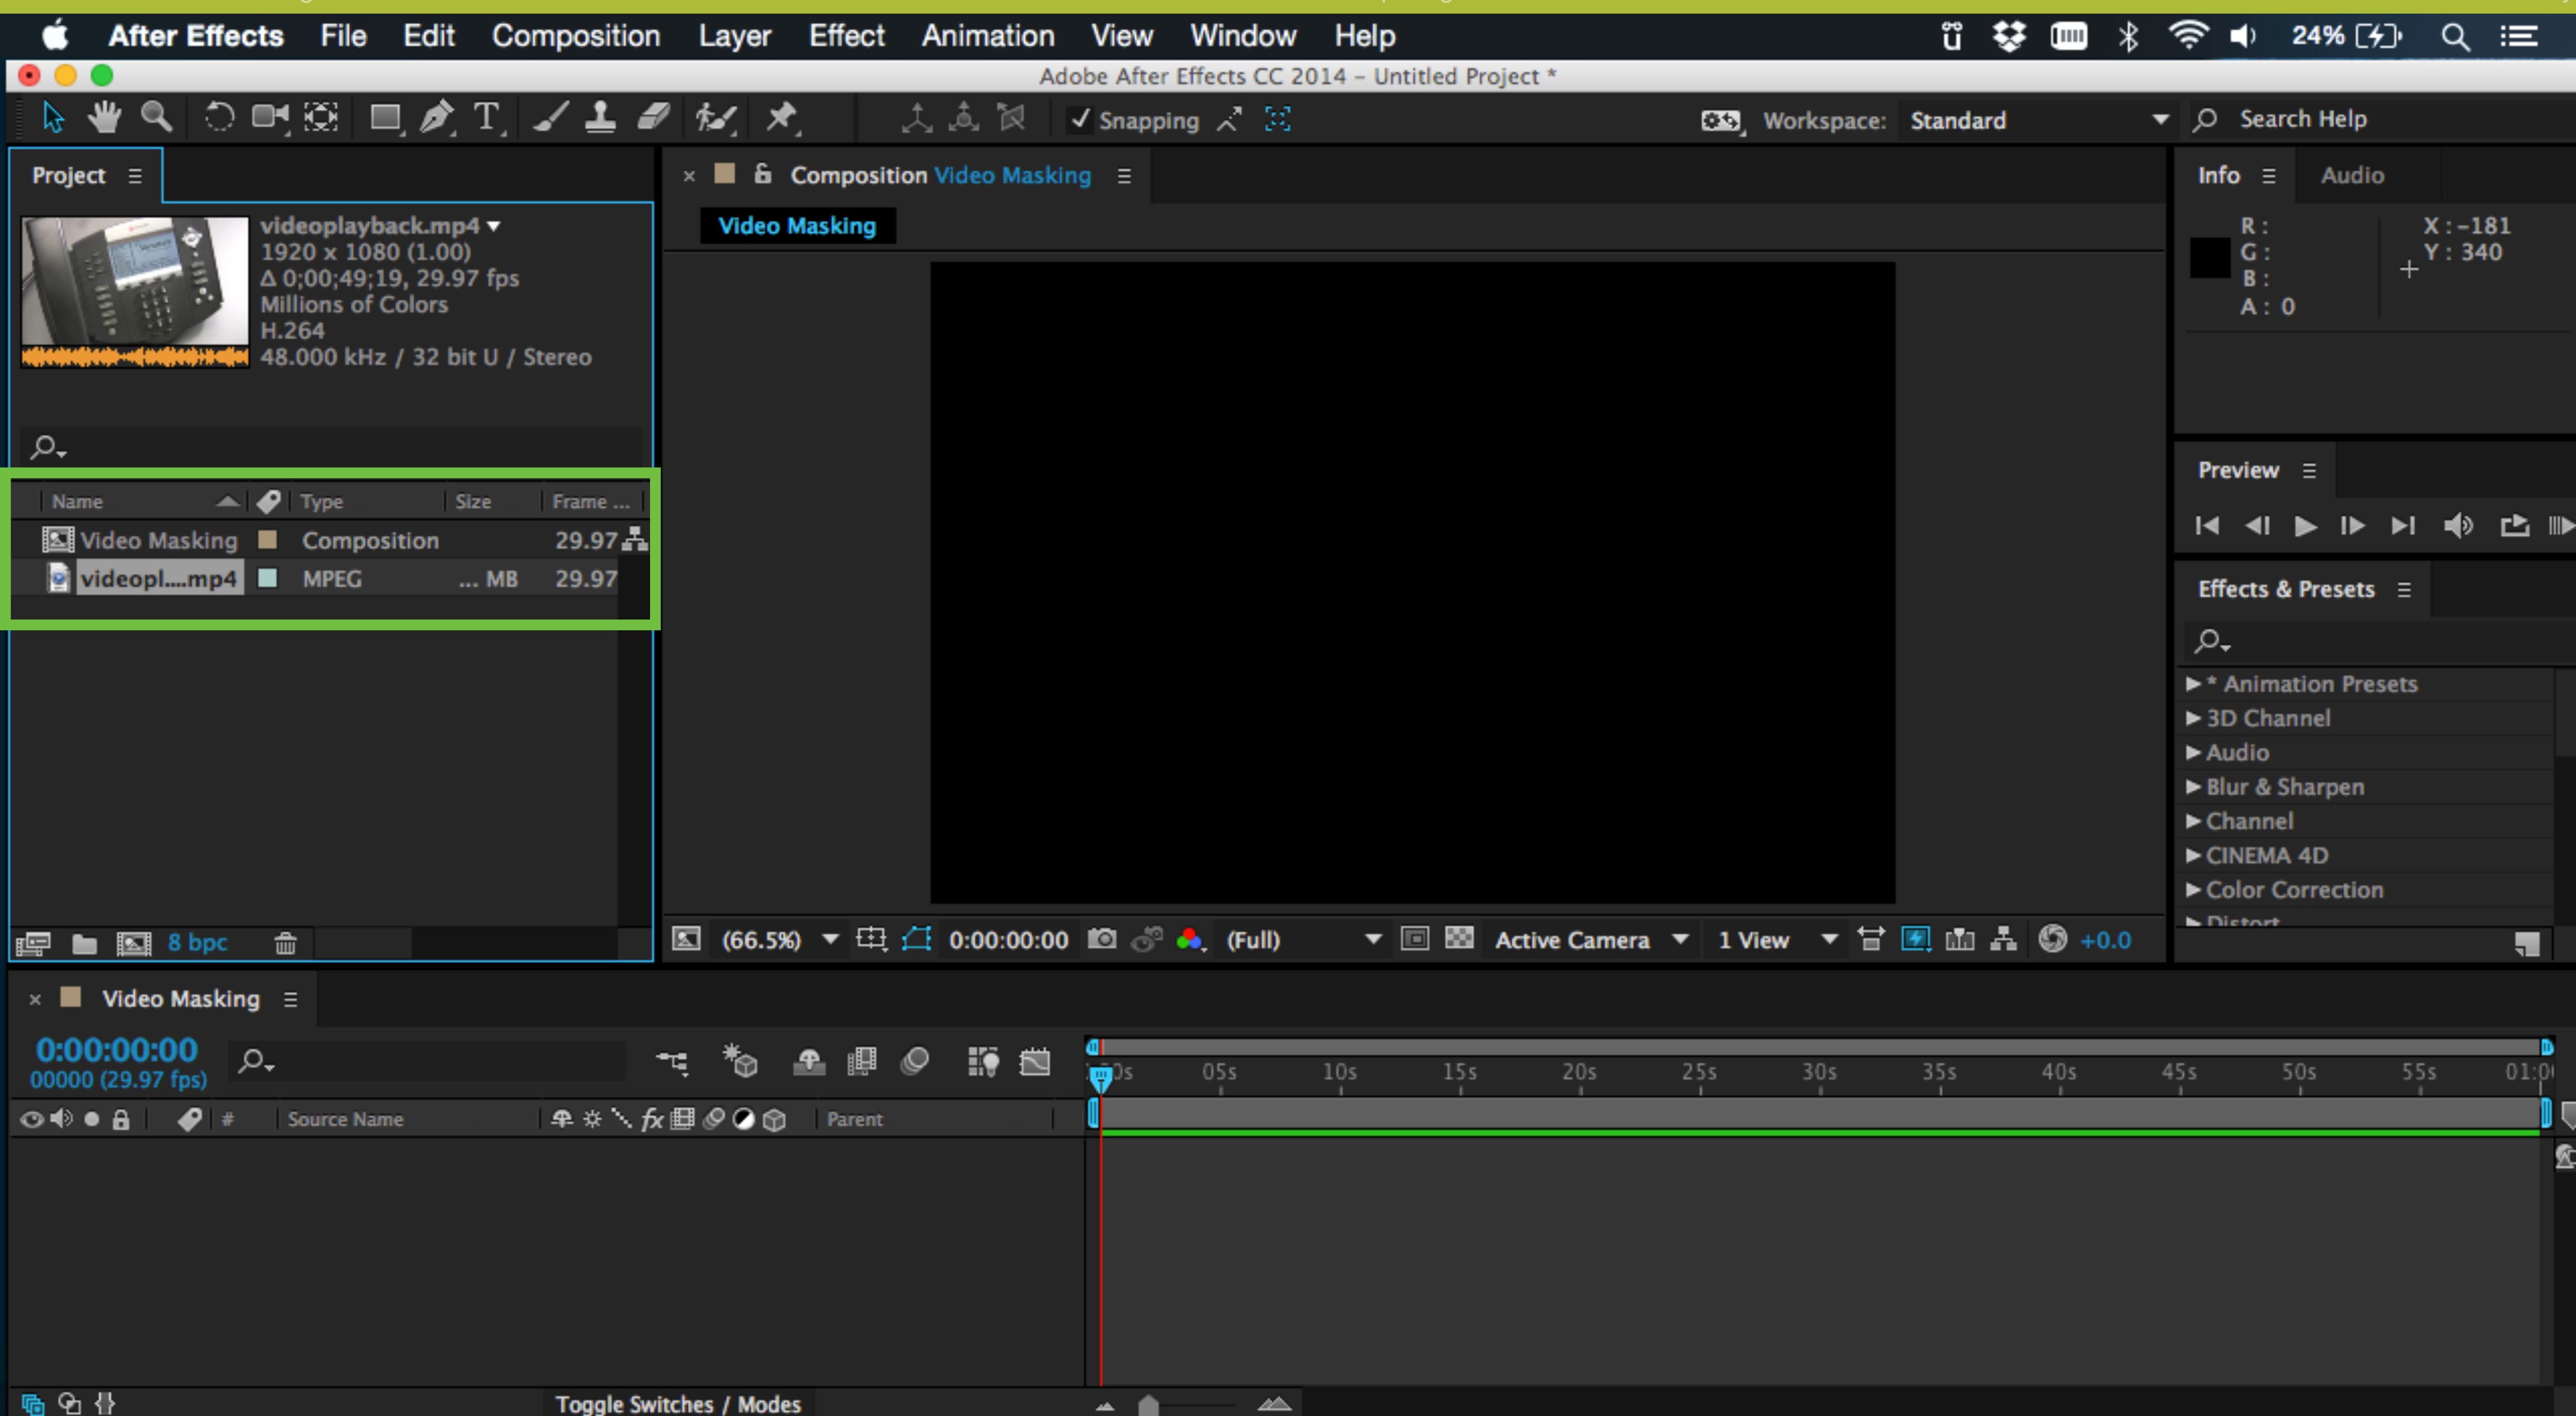 After Effects File Edit Composition Layer Effect Animation View Window Help 24%
Adobe After Effects CC 2014 – Untitled Project *
Snapping Workspace: Standard Search Help
Project
videoplayback.mp4
1920 x 1080 (1.00)
Δ 0;00;49;19, 29.97 fps
Millions of Colors
H.264
48.000 kHz / 32 bit U / Stereo
Name Type Size Frame ...
Video Masking Composition 29.97
videopl....mp4 MPEG ... MB 29.97
8 bpc
Composition Video Masking
Video Masking
(66.5%) 0:00:00:00 (Full) Active Camera 1 View +0.0
Info Audio
R : X : -181
G : Y : 340
B :
A : 0
Preview
Effects & Presets
* Animation Presets
3D Channel
Audio
Blur & Sharpen
Channel
CINEMA 4D
Color Correction
Distort
Video Masking
0:00:00:00
00000 (29.97 fps)
05s 10s 15s 20s 25s 30s 35s 40s 45s 50s 55s
# Source Name fx Parent
Toggle Switches / Modes